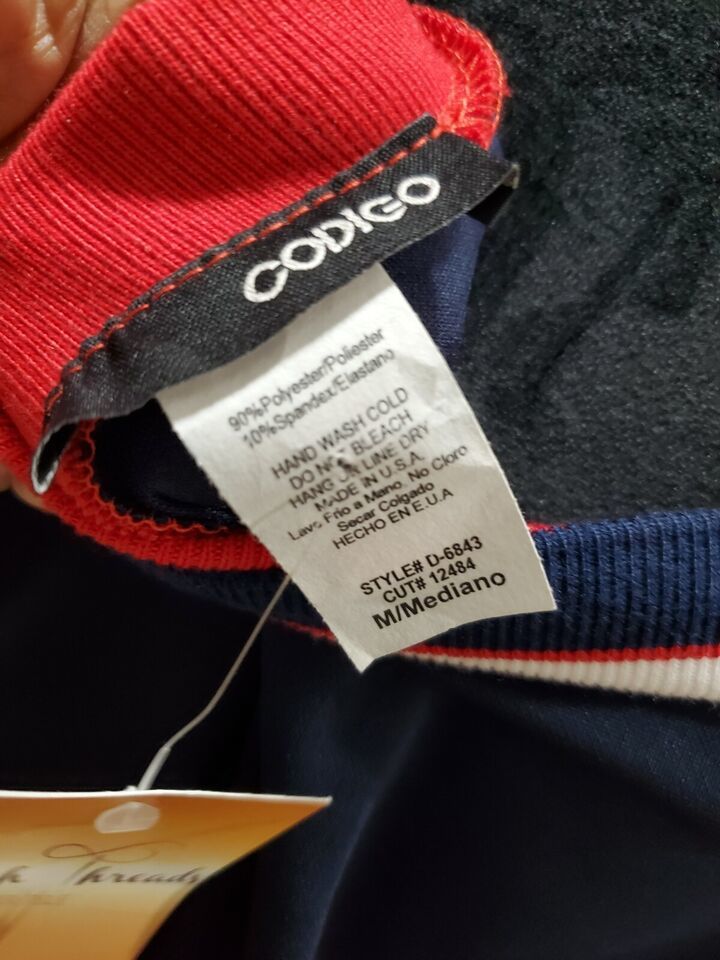 CODIGO
90%Polyester/Poliester
10%Spandex/Elastano
HAND WASH COLD
DO NOT BLEACH
HANG OR LINE DRY
MADE IN U.S.A
Lave Frio a Mano, No Cloro
Secar Colgado
HECHO EN E.U.A
STYLE# D-6843
CUT# 12484
M/Mediano
Threads